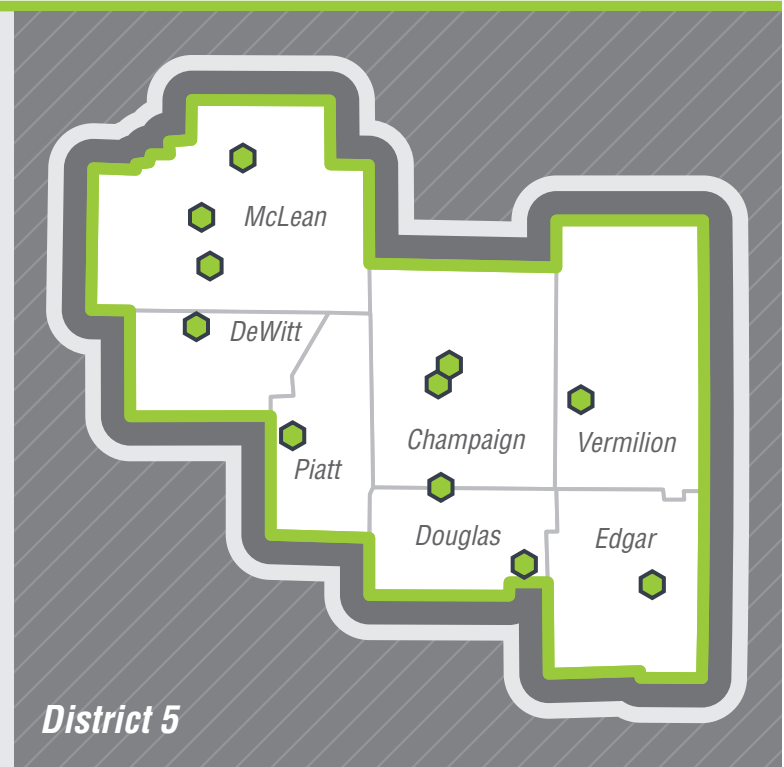 McLean
DeWitt
Champaign
Vermilion
Piatt
Douglas
Edgar
District 5